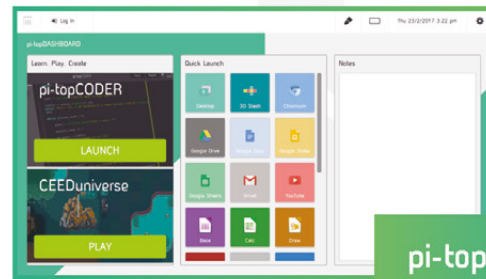 Log In
Thu 23/2/2017 3:22 pm
pi-topDASHBOARD
Learn. Play. Create
Quick Launch
Notes
pi-topCODER
LAUNCH
CEEDuniverse
PLAY
Desktop
3D Slash
Chromium
Google Drive
Google Docs
Google Slides
Google Sheets
Gmail
YouTube
Base
Calc
Draw
pi-top